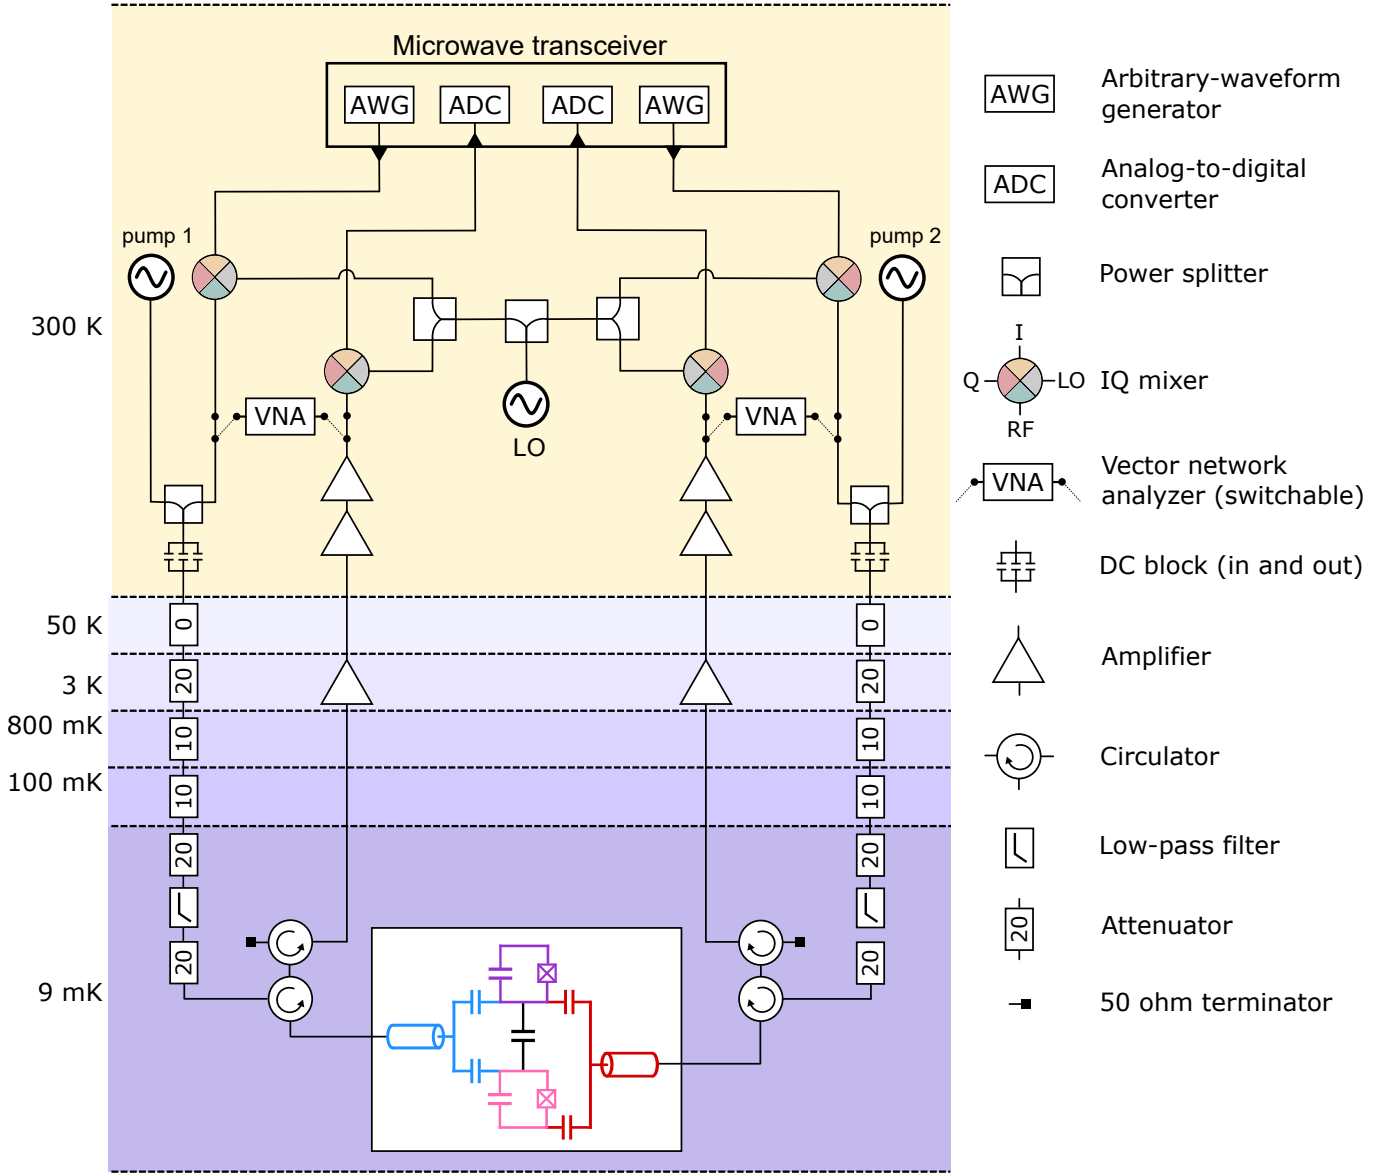 Microwave transceiver
AWG ADC ADC AWG
pump 1
pump 2
300 K
LO
VNA
VNA
50 K
0
0
3 K
20
20
800 mK
10
10
100 mK
10
10
20
20
20
20
9 mK
AWG
Arbitrary-waveform
generator
ADC
Analog-to-digital
converter
Power splitter
I
Q
LO
RF
IQ mixer
VNA
Vector network
analyzer (switchable)
DC block (in and out)
Amplifier
Circulator
Low-pass filter
20
Attenuator
50 ohm terminator